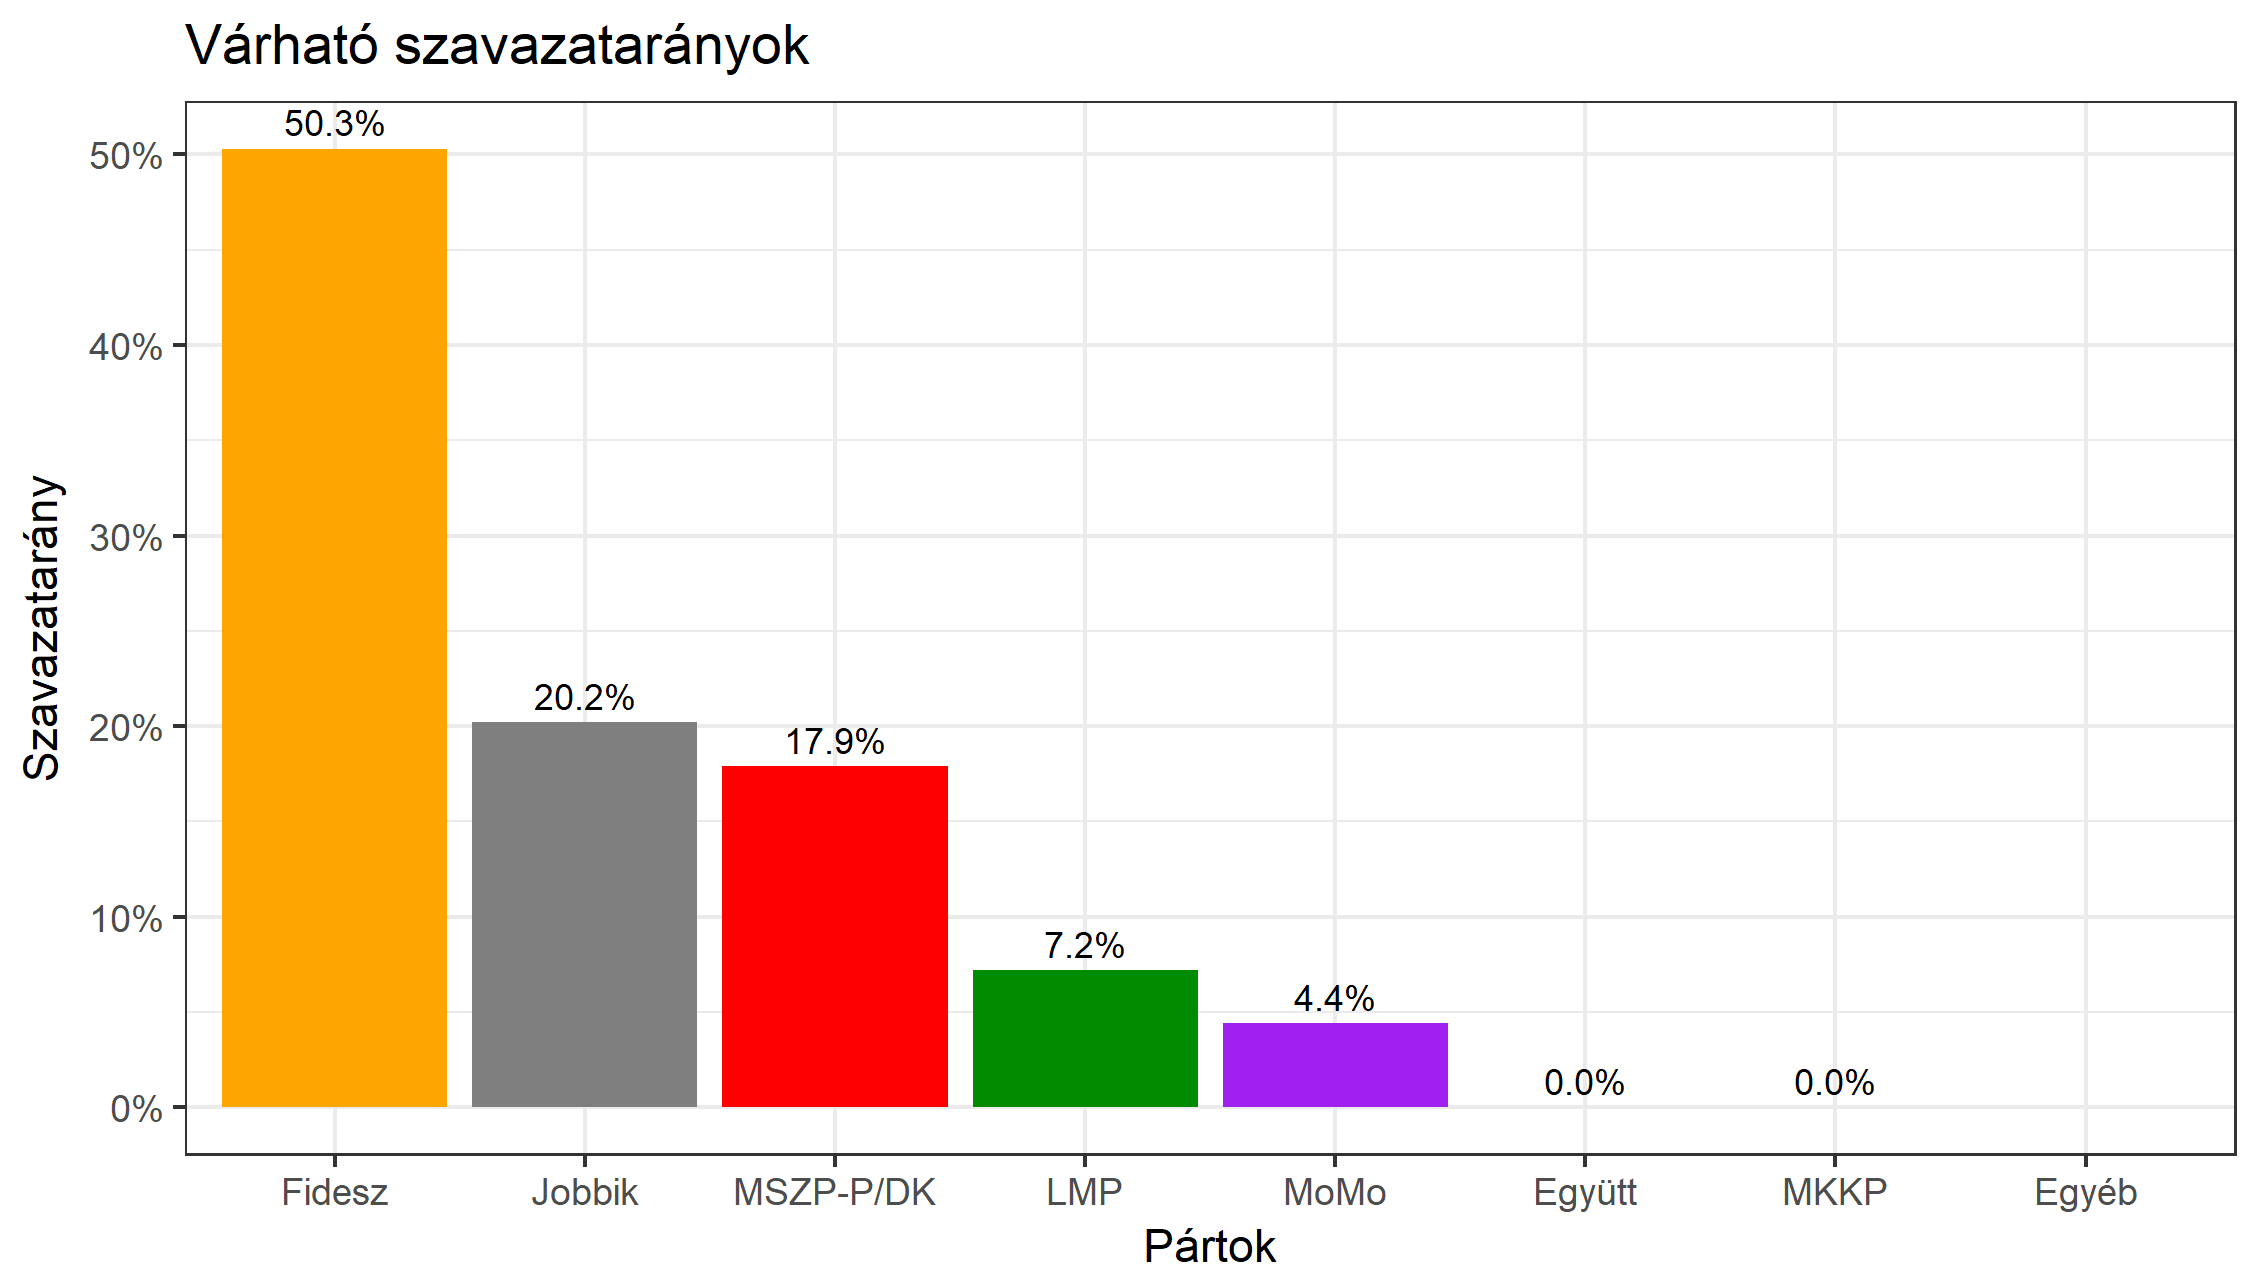 Várható szavazatarányok
50.3%
20.2%
17.9%
7.2%
4.4%
0.0%
0.0%
50%
40%
30%
20%
10%
0%
Szavazatarány
Fidesz
Jobbik
MSZP-P/DK
LMP
MoMo
Együtt
MKKP
Egyéb
Pártok